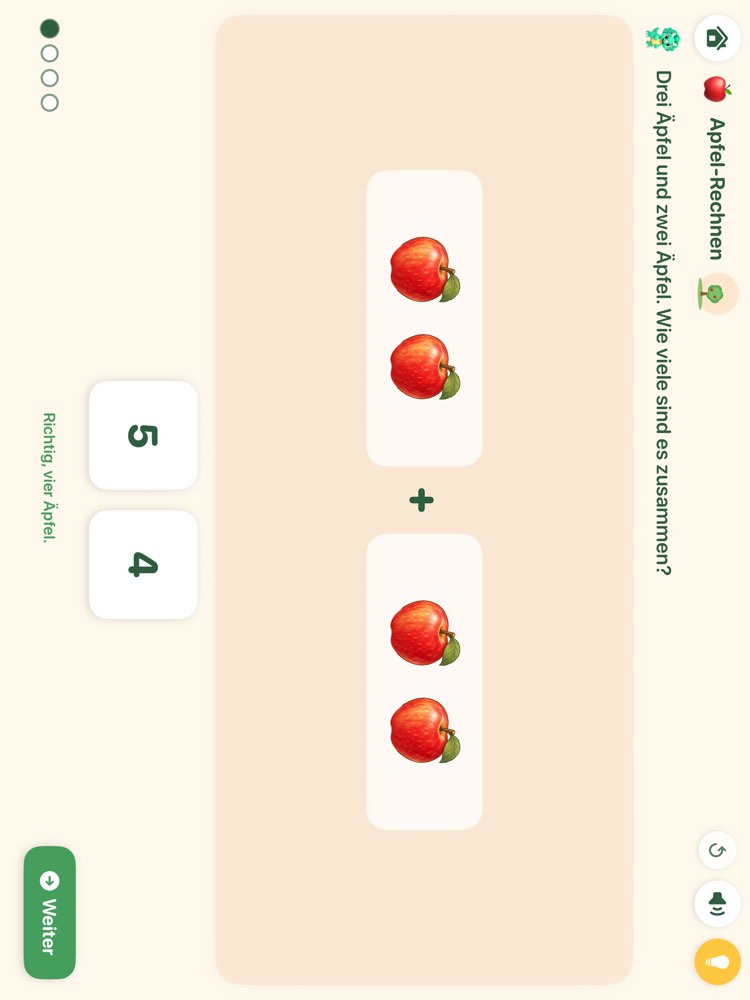 Apfel-Rechnen
Drei Äpfel und zwei Äpfel. Wie viele sind es zusammen?
+
5
4
Richtig, vier Äpfel.
Weiter